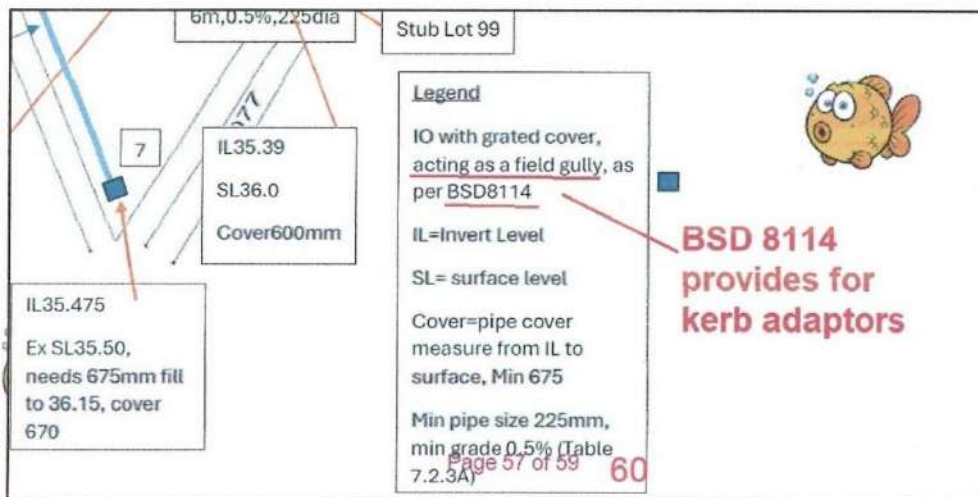 6m,0.5%,225dia
Stub Lot 99
7
IL35.39
SL36.0
Cover600mm
IL35.475
Ex SL35.50,
needs 675mm fill
to 36.15, cover
670
Legend
IO with grated cover,
acting as a field gully, as
per BSD8114
IL=Invert Level
SL= surface level
Cover=pipe cover
measure from IL to
surface, Min 675
Min pipe size 225mm,
min grade 0.5% (Table
7.2.3A)
Page 57 of 59
60
BSD 8114
provides for
kerb adaptors